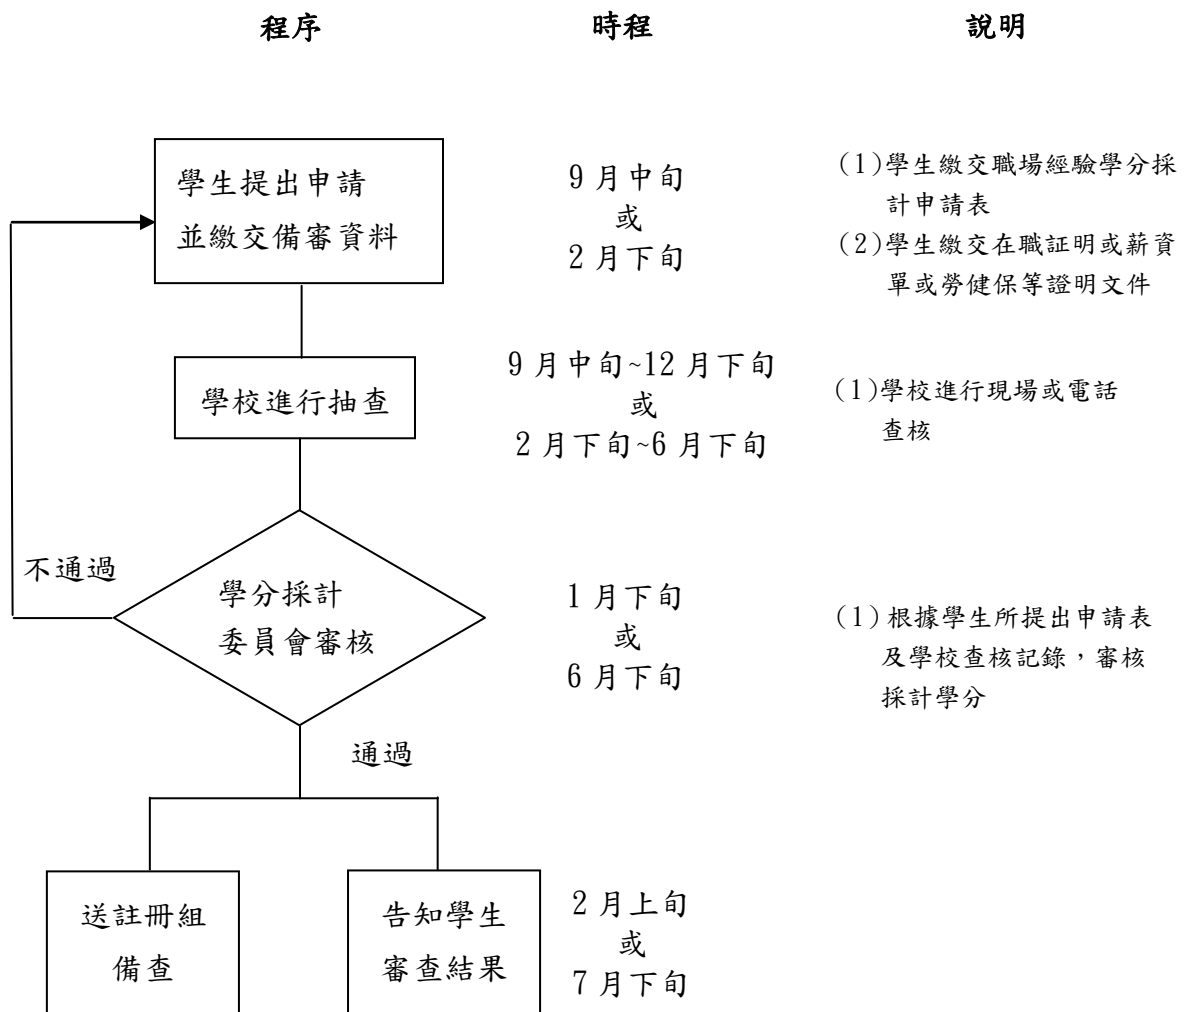 程序 時程 說明
學生提出申請
並繳交備審資料
9 月中旬
或
2 月下旬
(1)學生繳交職場經驗學分採
計申請表
(2)學生繳交在職証明或薪資
單或勞健保等證明文件
學校進行抽查
9 月中旬~12 月下旬
或
2 月下旬~6 月下旬
(1)學校進行現場或電話
查核
不通過
學分採計
委員會審核
1 月下旬
或
6 月下旬
(1)根據學生所提出申請表
及學校查核記錄，審核
採計學分
通過
送註冊組
備查
告知學生
審查結果
2 月上旬
或
7 月下旬